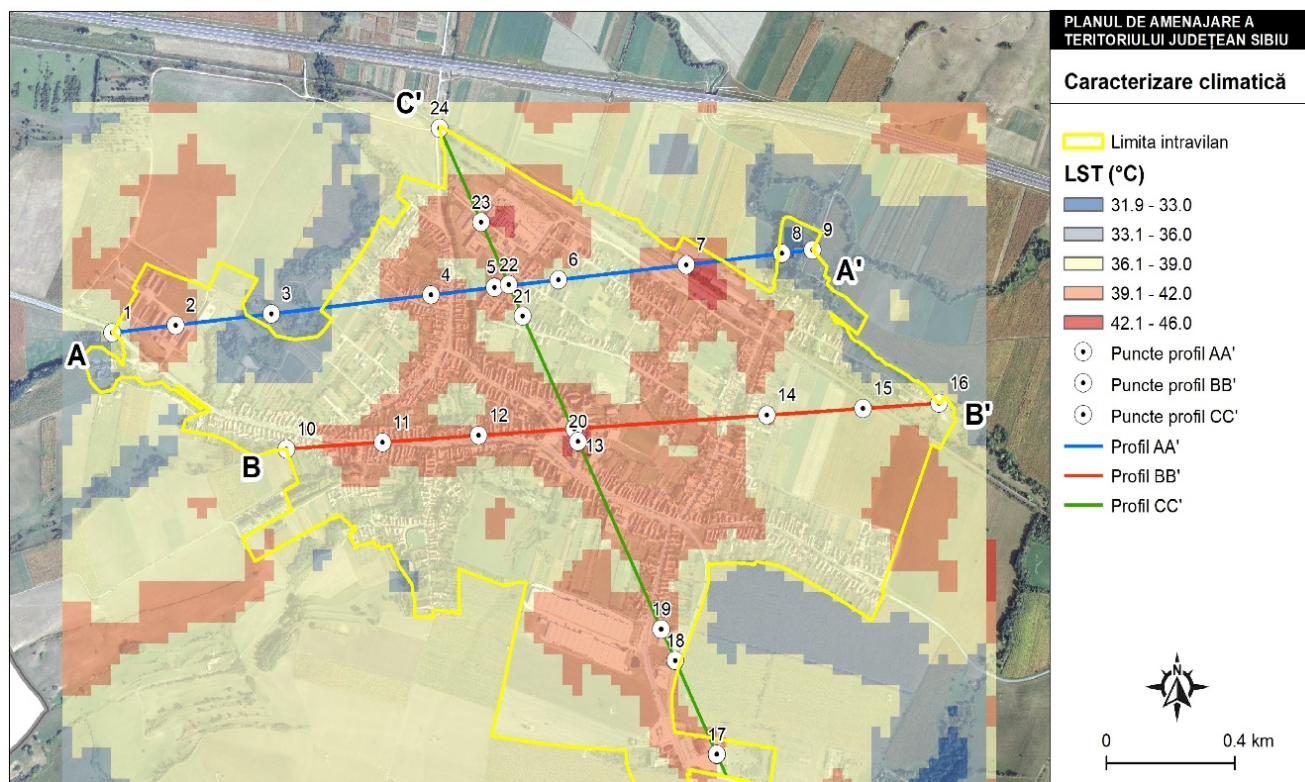 PLANUL DE AMENAJARE A
TERITORIULUI JUDEȚEAN SIBIU
Caracterizare climatică
Limita intravilan
LST (°C)
31.9 - 33.0
33.1 - 36.0
36.1 - 39.0
39.1 - 42.0
42.1 - 46.0
Puncte profil AA'
Puncte profil BB'
Puncte profil CC'
Profil AA'
Profil BB'
Profil CC'
N
0 0.4 km
C'
24
23
22
21
1
2
3
4
5
6
7
8
9
A
A'
10
11
12
20
13
14
15
16
B
B'
19
18
17